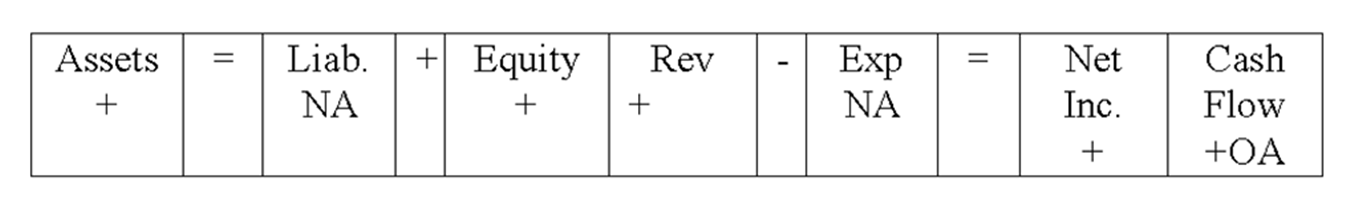 Assets = Liab. + Equity Rev - Exp = Net Cash
+ NA + + NA Inc. Flow
+ +OA